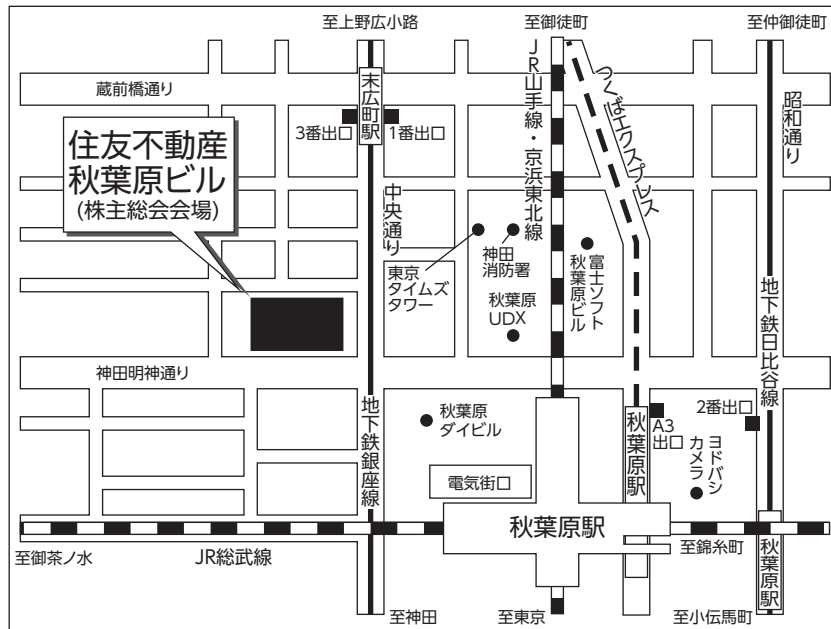 至上野広小路
至御徒町
至仲御徒町
蔵前橋通り
末広町駅
3番出口
1番出口
JR山手線・京浜東北線
つくばエクスプレス
昭和通り
住友不動産
秋葉原ビル
(株主総会会場)
中央通り
東京
タイムズ
タワー
神田
消防署
富士ソフト
秋葉原ビル
秋葉原
UDX
地下鉄日比谷線
神田明神通り
地下鉄銀座線
秋葉原
ダイビル
秋葉原駅
A3
出口
2番出口
ヨドバシ
カメラ
電気街口
秋葉原駅
至御茶ノ水
JR総武線
至錦糸町
秋葉原駅
至神田
至東京
至小伝馬町